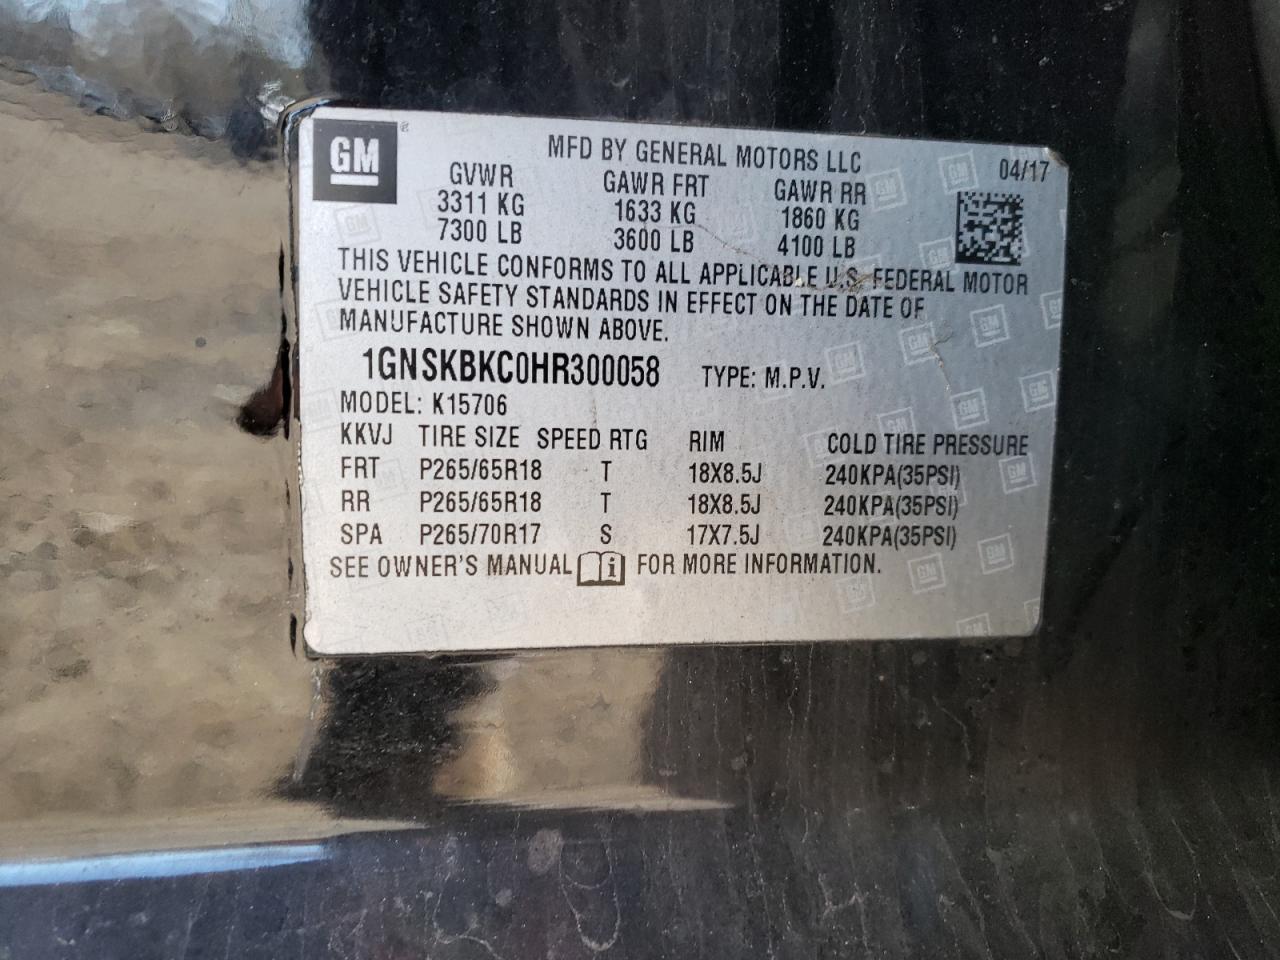 GM
MFD BY GENERAL MOTORS LLC 04/17
GVWR GAWR FRT GAWR RR
3311 KG 1633 KG 1860 KG
7300 LB 3600 LB 4100 LB
THIS VEHICLE CONFORMS TO ALL APPLICABLE U.S. FEDERAL MOTOR
VEHICLE SAFETY STANDARDS IN EFFECT ON THE DATE OF
MANUFACTURE SHOWN ABOVE.
1GNSKBKC0HR300058 TYPE: M.P.V.
MODEL: K15706
KKVJ TIRE SIZE SPEED RTG RIM COLD TIRE PRESSURE
FRT P265/65R18 T 18X8.5J 240KPA(35PSI)
RR P265/65R18 T 18X8.5J 240KPA(35PSI)
SPA P265/70R17 S 17X7.5J 240KPA(35PSI)
SEE OWNER'S MANUAL i FOR MORE INFORMATION.